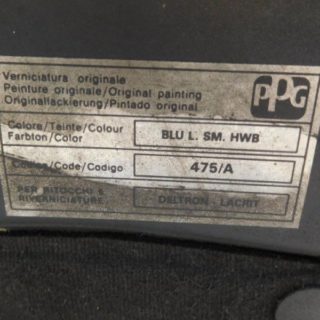 Verniciatura originale
Peinture originale/Original painting
Originallackierung/Pintado original
PPG
Colore/Teinte/Colour
Farbton/Color
BLU L. SM. HWB
Codice/Code/Codigo
475/A
PER RITOCCHI E
RIVERNICIATURE
DELTRON - LACRIT